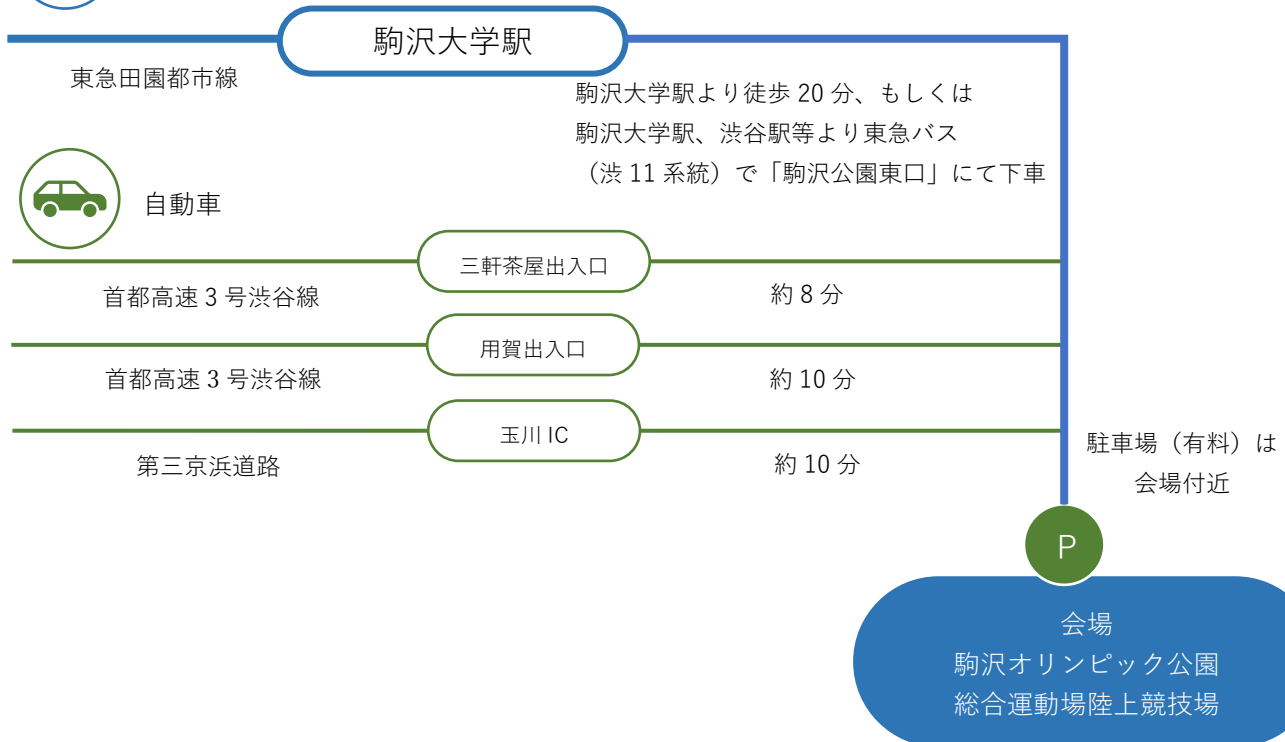 駒沢大学駅
東急田園都市線
駒沢大学駅より徒歩 20 分、もしくは
駒沢大学駅、渋谷駅等より東急バス
（渋 11 系統）で「駒沢公園東口」にて下車
自動車
三軒茶屋出入口
首都高速 3 号渋谷線
約 8 分
用賀出入口
首都高速 3 号渋谷線
約 10 分
玉川 IC
第三京浜道路
約 10 分
駐車場（有料）は
会場付近
P
会場
駒沢オリンピック公園
総合運動場陸上競技場